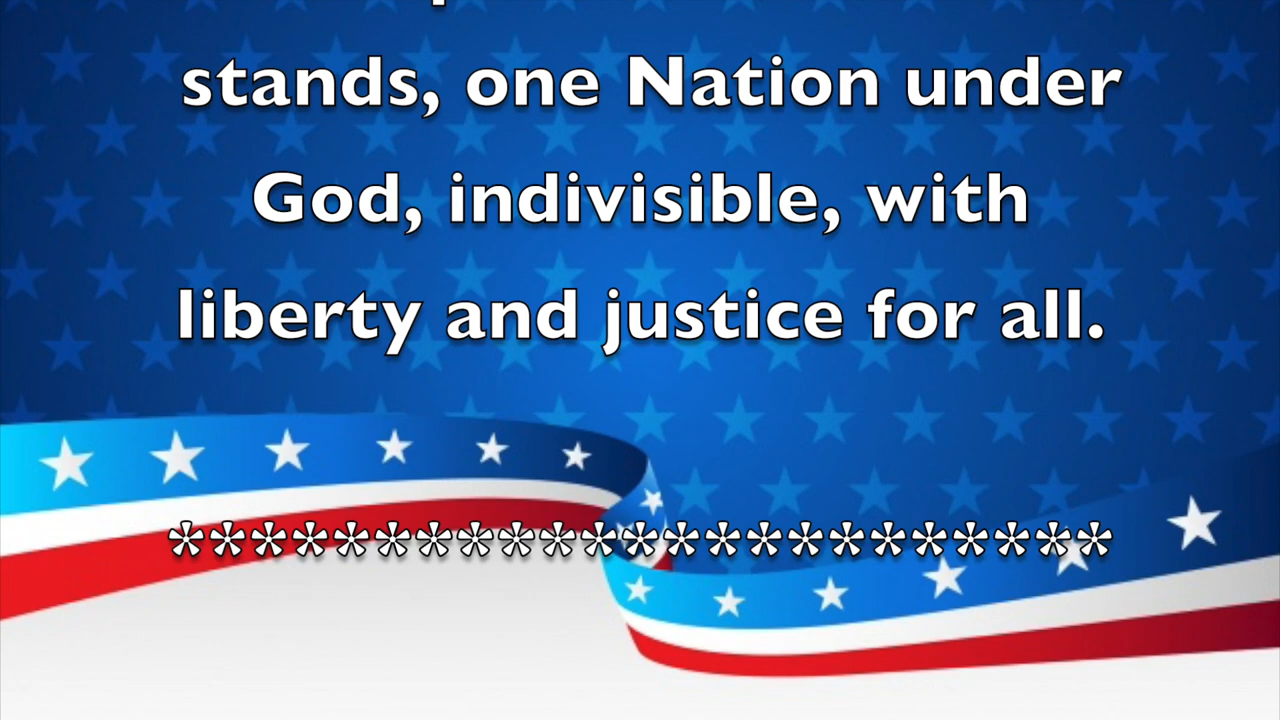 stands, one Nation under
God, indivisible, with
liberty and justice for all.
***********************